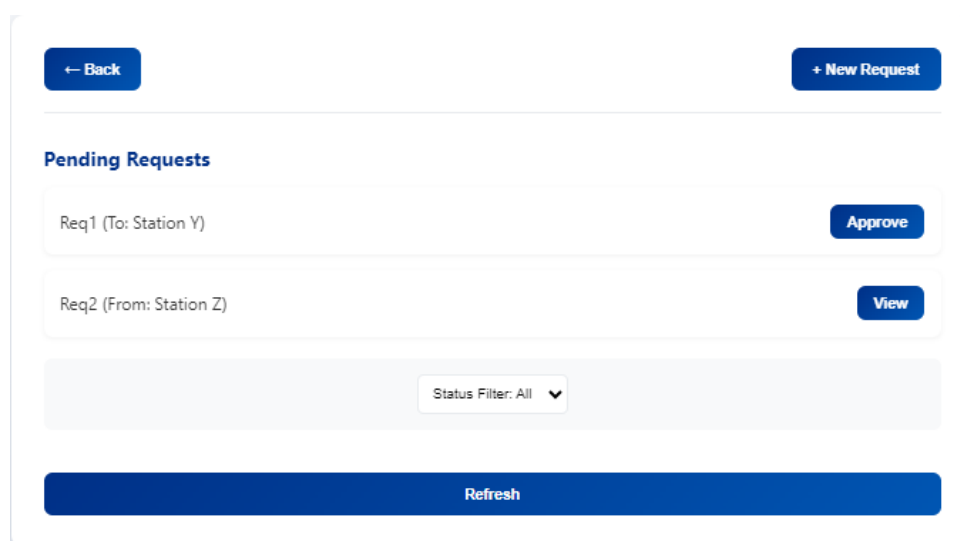 ← Back
+ New Request
Pending Requests
Req1 (To: Station Y)
Approve
Req2 (From: Station Z)
View
Status Filter: All
Refresh